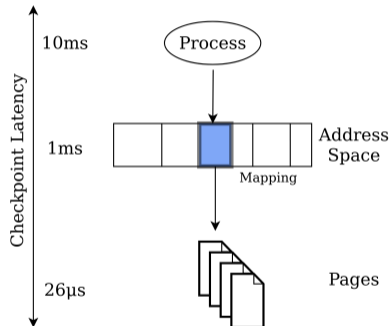 10ms
Process
Checkpoint Latency
1ms
Address
Space
Mapping
26μs
Pages